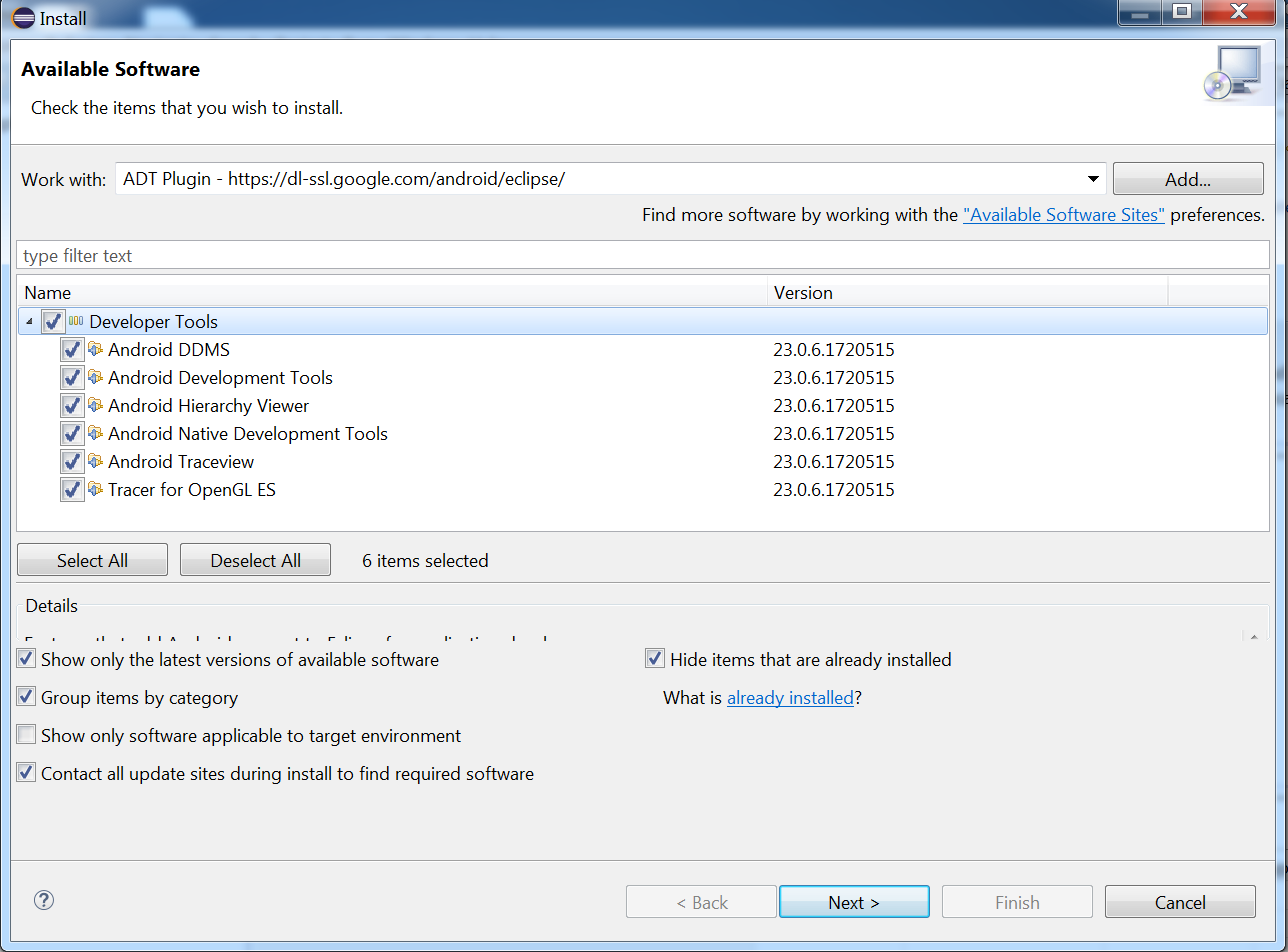 Install
Available Software
Check the items that you wish to install.
Work with: ADT Plugin - https://dl-ssl.google.com/android/eclipse/ Add...
Find more software by working with the "Available Software Sites" preferences.
type filter text
Name Version
Developer Tools
Android DDMS 23.0.6.1720515
Android Development Tools 23.0.6.1720515
Android Hierarchy Viewer 23.0.6.1720515
Android Native Development Tools 23.0.6.1720515
Android Traceview 23.0.6.1720515
Tracer for OpenGL ES 23.0.6.1720515
Select All Deselect All 6 items selected
Details
Show only the latest versions of available software Hide items that are already installed
Group items by category What is already installed?
Show only software applicable to target environment
Contact all update sites during install to find required software
? < Back Next > Finish Cancel